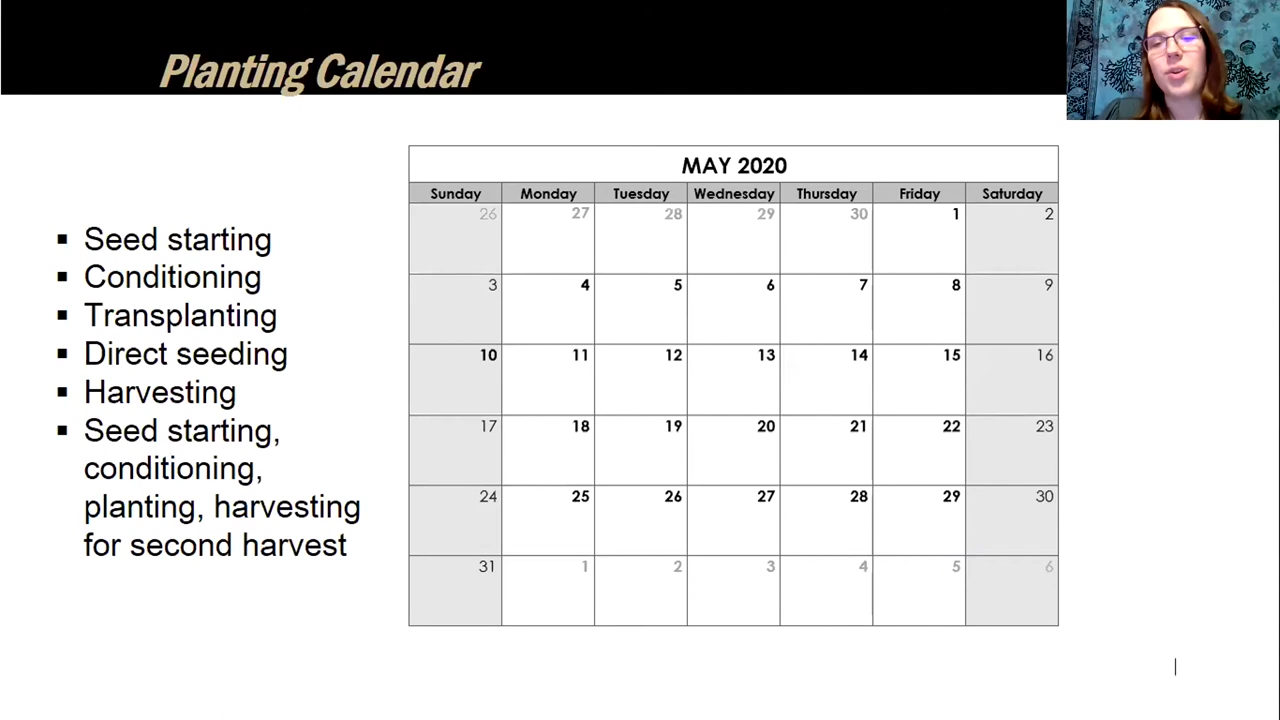 Planting Calendar
▪ Seed starting
▪ Conditioning
▪ Transplanting
▪ Direct seeding
▪ Harvesting
▪ Seed starting,
conditioning,
planting, harvesting
for second harvest
MAY 2020
Sunday Monday Tuesday Wednesday Thursday Friday Saturday
26 27 28 29 30 1 2
3 4 5 6 7 8 9
10 11 12 13 14 15 16
17 18 19 20 21 22 23
24 25 26 27 28 29 30
31 1 2 3 4 5 6